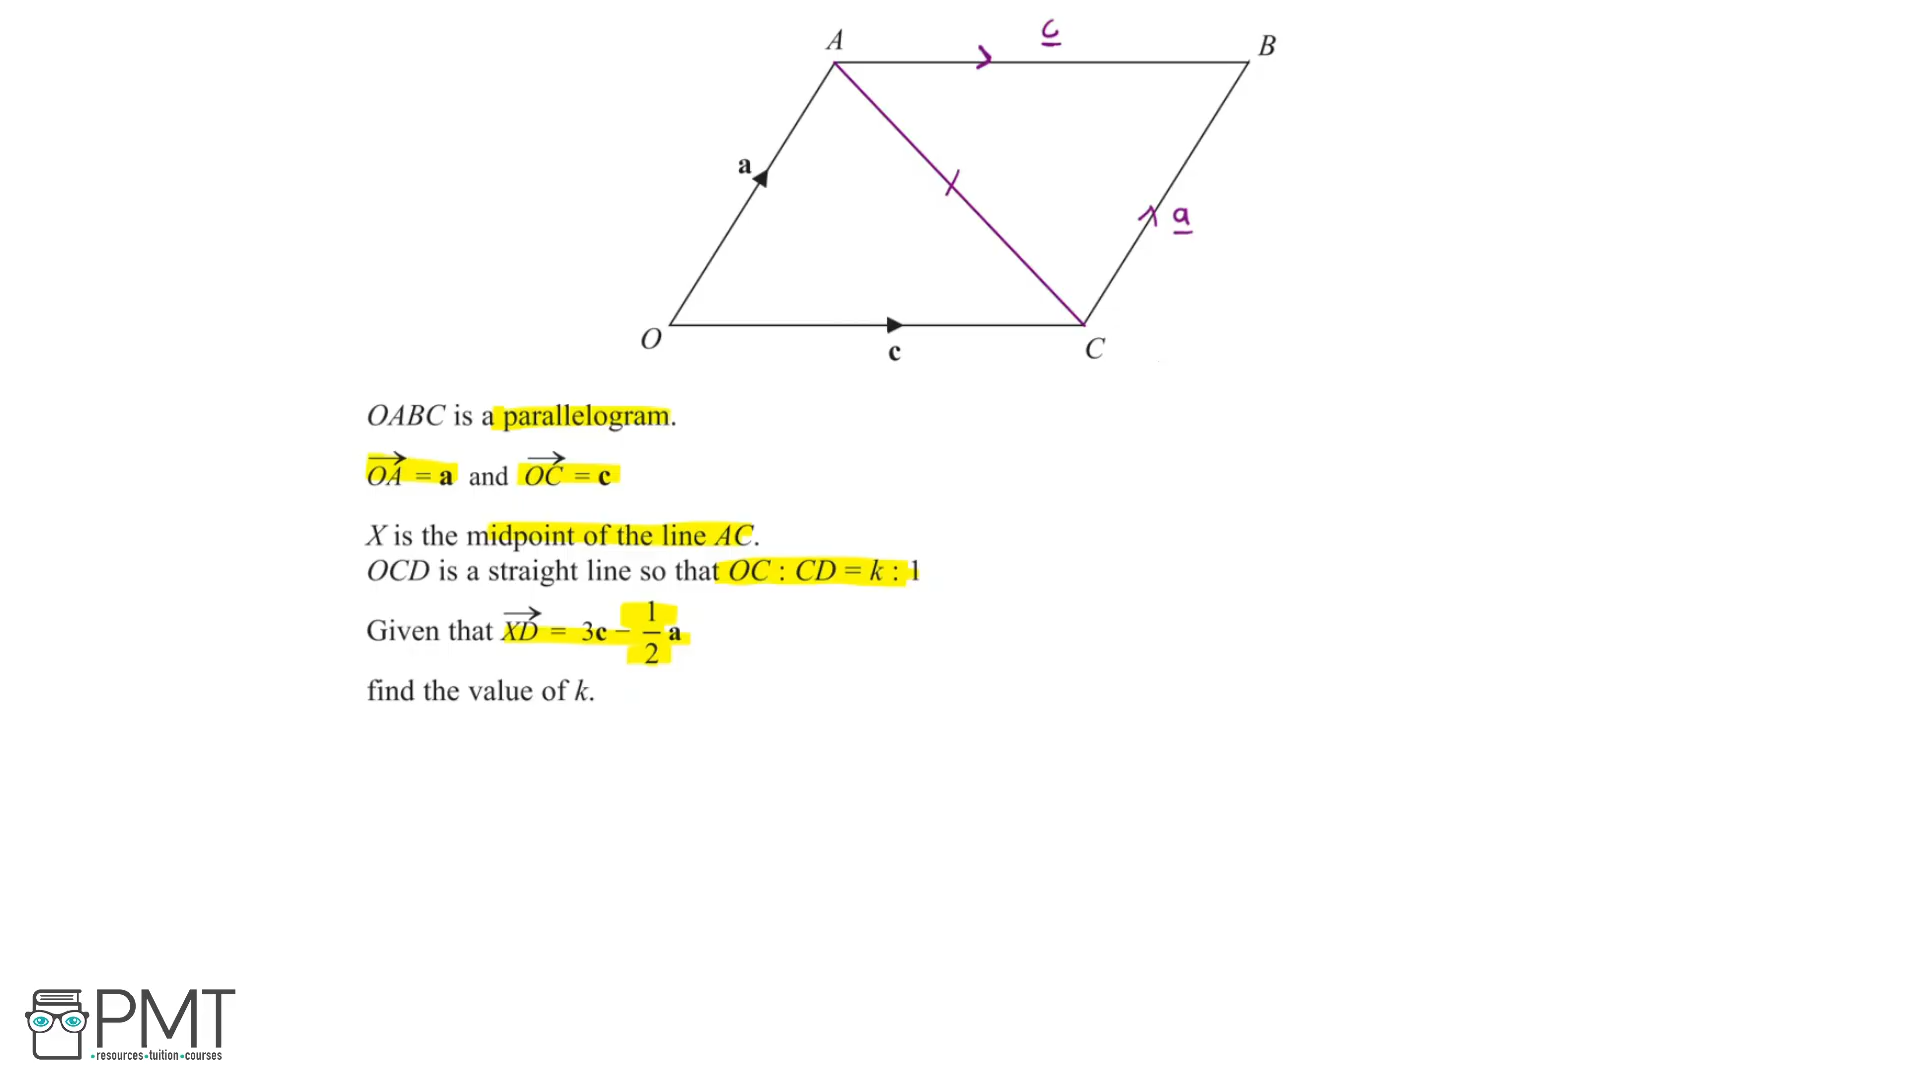 A
c
B
a
a
O
c
C
OABC is a parallelogram.
OA = a and OC = c
X is the midpoint of the line AC.
OCD is a straight line so that OC : CD = k : 1
Given that XD = 3c − 1/2 a
find the value of k.
PMT
•resources•tuition•courses